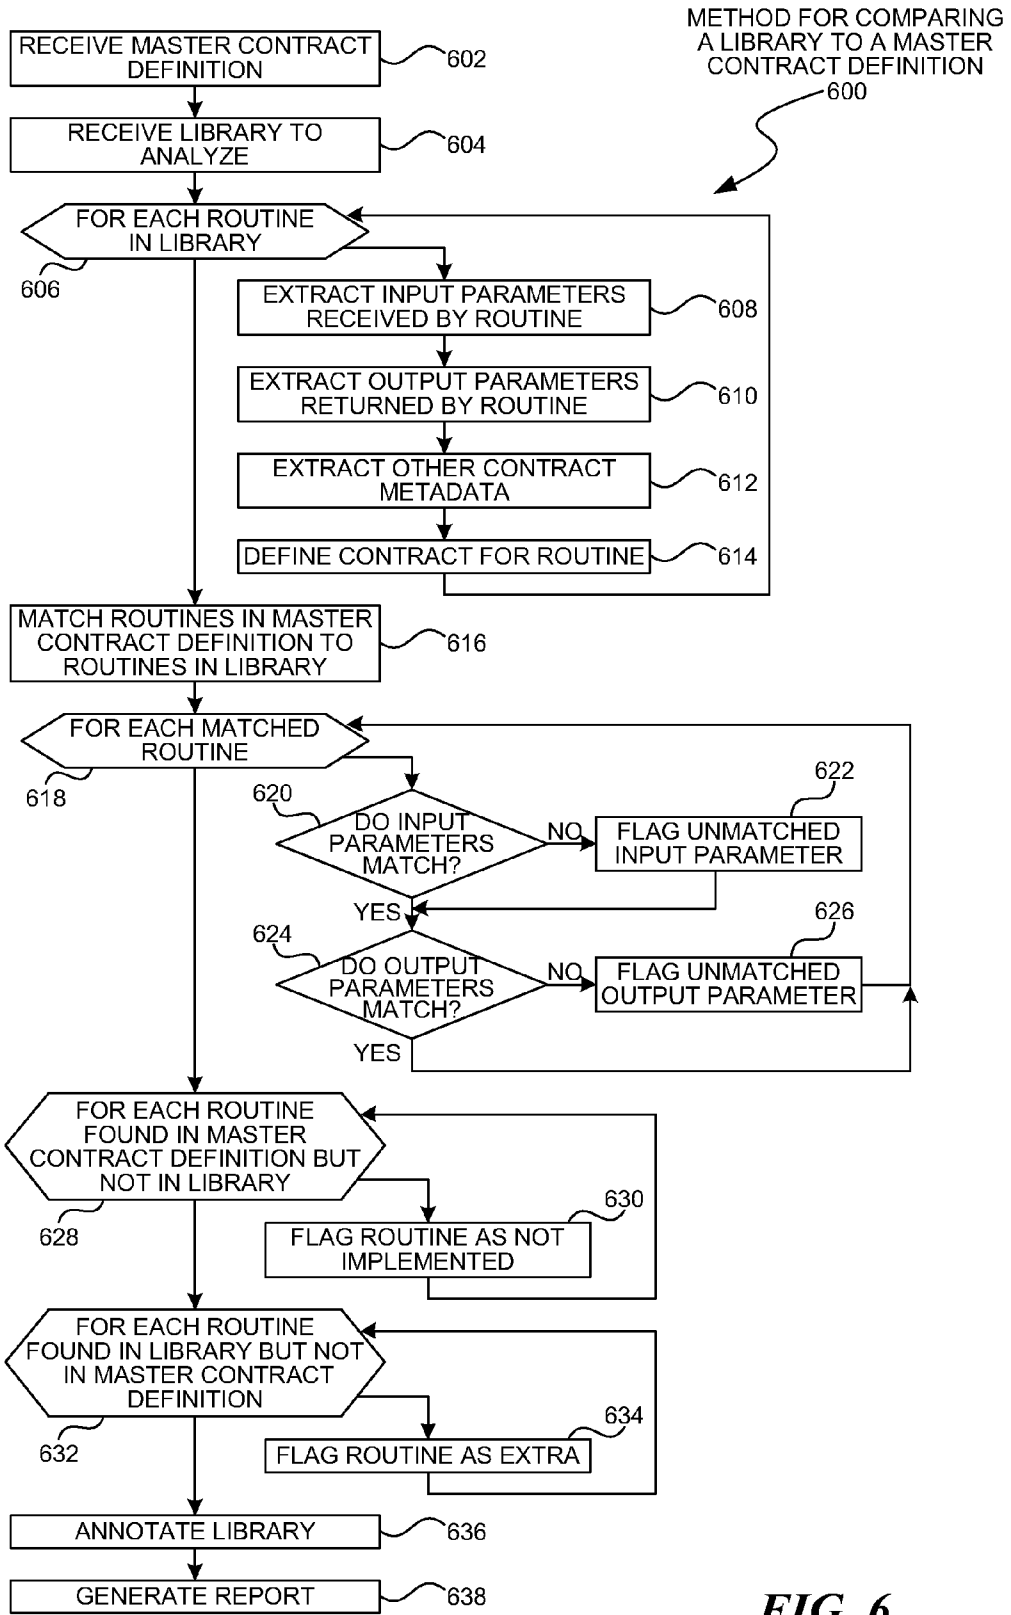 METHOD FOR COMPARING
A LIBRARY TO A MASTER
CONTRACT DEFINITION
600
RECEIVE MASTER CONTRACT
DEFINITION
602
RECEIVE LIBRARY TO
ANALYZE
604
FOR EACH ROUTINE
IN LIBRARY
606
EXTRACT INPUT PARAMETERS
RECEIVED BY ROUTINE
608
EXTRACT OUTPUT PARAMETERS
RETURNED BY ROUTINE
610
EXTRACT OTHER CONTRACT
METADATA
612
DEFINE CONTRACT FOR ROUTINE
614
MATCH ROUTINES IN MASTER
CONTRACT DEFINITION TO
ROUTINES IN LIBRARY
616
FOR EACH MATCHED
ROUTINE
618
620
DO INPUT
PARAMETERS
MATCH?
NO
622
FLAG UNMATCHED
INPUT PARAMETER
YES
624
DO OUTPUT
PARAMETERS
MATCH?
NO
626
FLAG UNMATCHED
OUTPUT PARAMETER
YES
FOR EACH ROUTINE
FOUND IN MASTER
CONTRACT DEFINITION BUT
NOT IN LIBRARY
628
630
FLAG ROUTINE AS NOT
IMPLEMENTED
FOR EACH ROUTINE
FOUND IN LIBRARY BUT NOT
IN MASTER CONTRACT
DEFINITION
632
634
FLAG ROUTINE AS EXTRA
ANNOTATE LIBRARY
636
GENERATE REPORT
638
FIG. 6